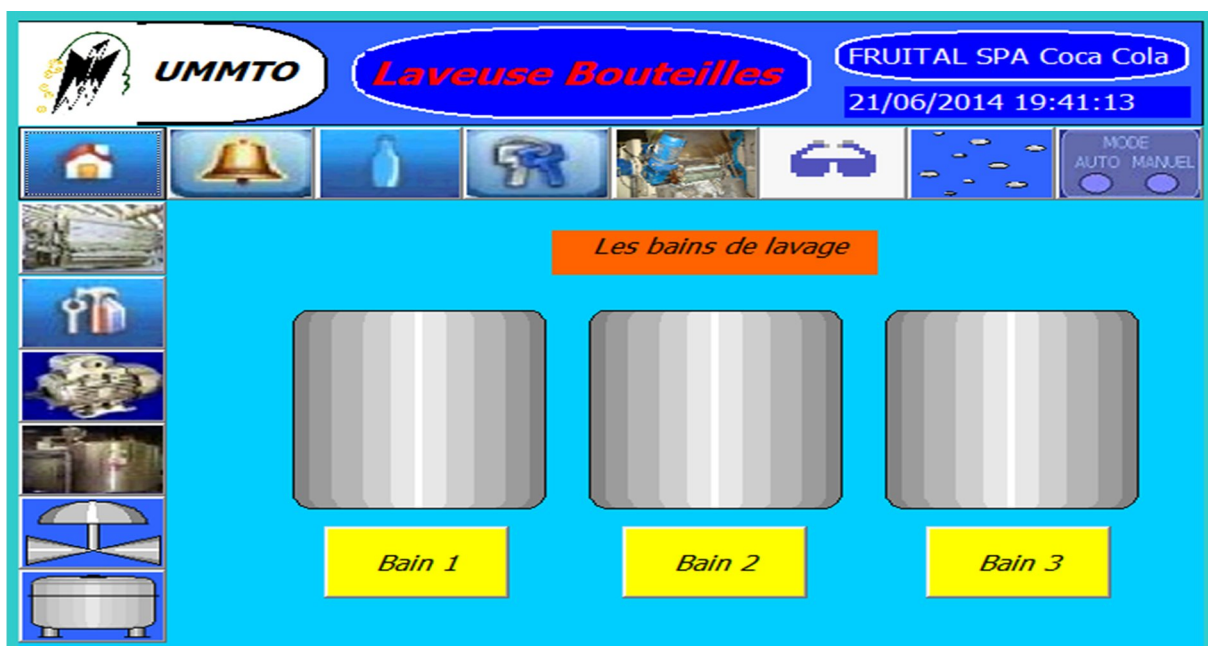 UMMTO
Laveuse Bouteilles
FRUITAL SPA Coca Cola
21/06/2014 19:41:13
MODE
AUTO MANUEL
Les bains de lavage
Bain 1
Bain 2
Bain 3